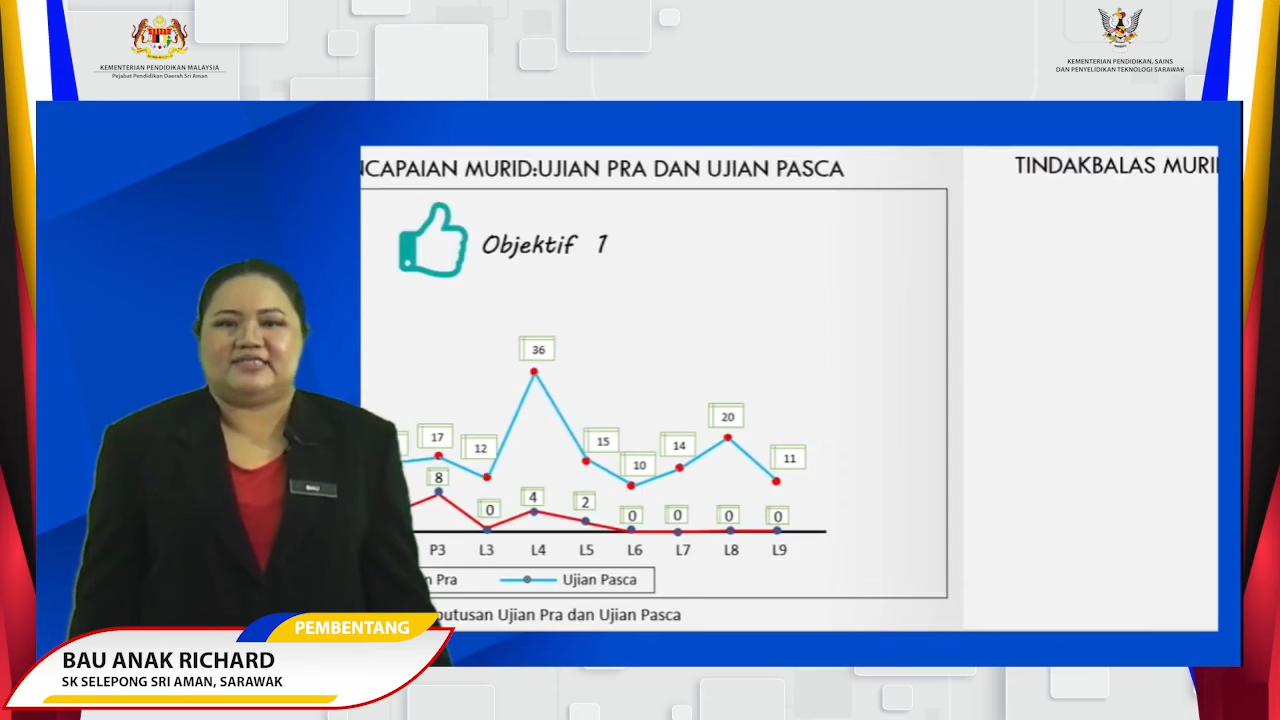 KEMENTERIAN PENDIDIKAN MALAYSIA
Pejabat Pendidikan Daerah Sri Aman
KEMENTERIAN PENDIDIKAN, SAINS
DAN PENYELIDIKAN TEKNOLOGI SARAWAK
NCAPAIAN MURID:UJIAN PRA DAN UJIAN PASCA
TINDAKBALAS MURI
Objektif 1
36
17 12 15 10 14 20 11
8 0 4 2 0 0 0 0
P3 L3 L4 L5 L6 L7 L8 L9
n Pra Ujian Pasca
outusan Ujian Pra dan Ujian Pasca
BAU
PEMBENTANG
BAU ANAK RICHARD
SK SELEPONG SRI AMAN, SARAWAK